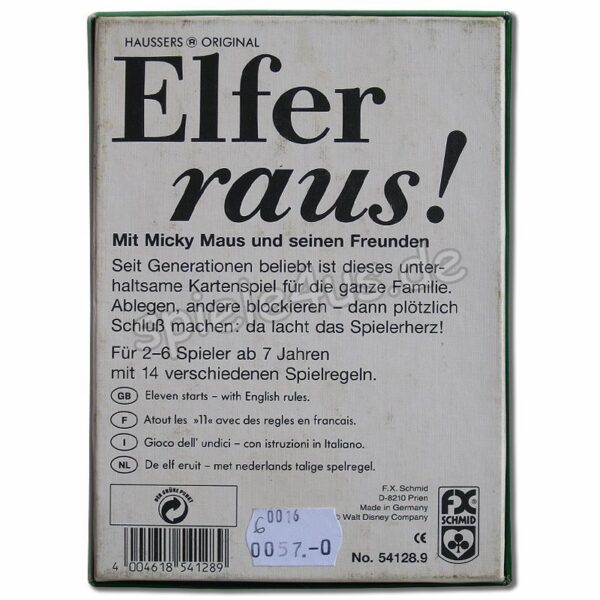 HAUSSERS ® ORIGINAL
Elfer
raus!
Mit Micky Maus und seinen Freunden
Seit Generationen beliebt ist dieses unter-
haltsame Kartenspiel für die ganze Familie.
Ablegen, andere blockieren – dann plötzlich
Schluß machen: da lacht das Spielerherz!
Für 2–6 Spieler ab 7 Jahren
mit 14 verschiedenen Spielregeln.
GB Eleven starts – with English rules.
F Atout les »11« avec des regles en francais.
I Gioco dell' undici – con istruzioni in Italiano.
NL De elf eruit – met nederlands talige spelregel.
DER GRÜNE PUNKT
F.X. Schmid
D-8210 Prien
Made in Germany
© Walt Disney Company
CE
No. 54128.9
FX
SCHMID
6 0016
0057.-0
4 004618 541289
spiele4us.de